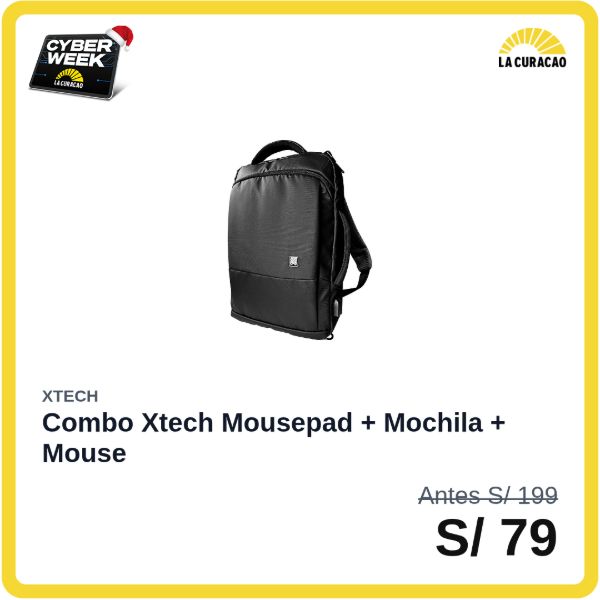 CYBER
WEEK
LA CURACAO
LA CURACAO
XTECH
Combo Xtech Mousepad + Mochila +
Mouse
Antes S/ 199
S/ 79